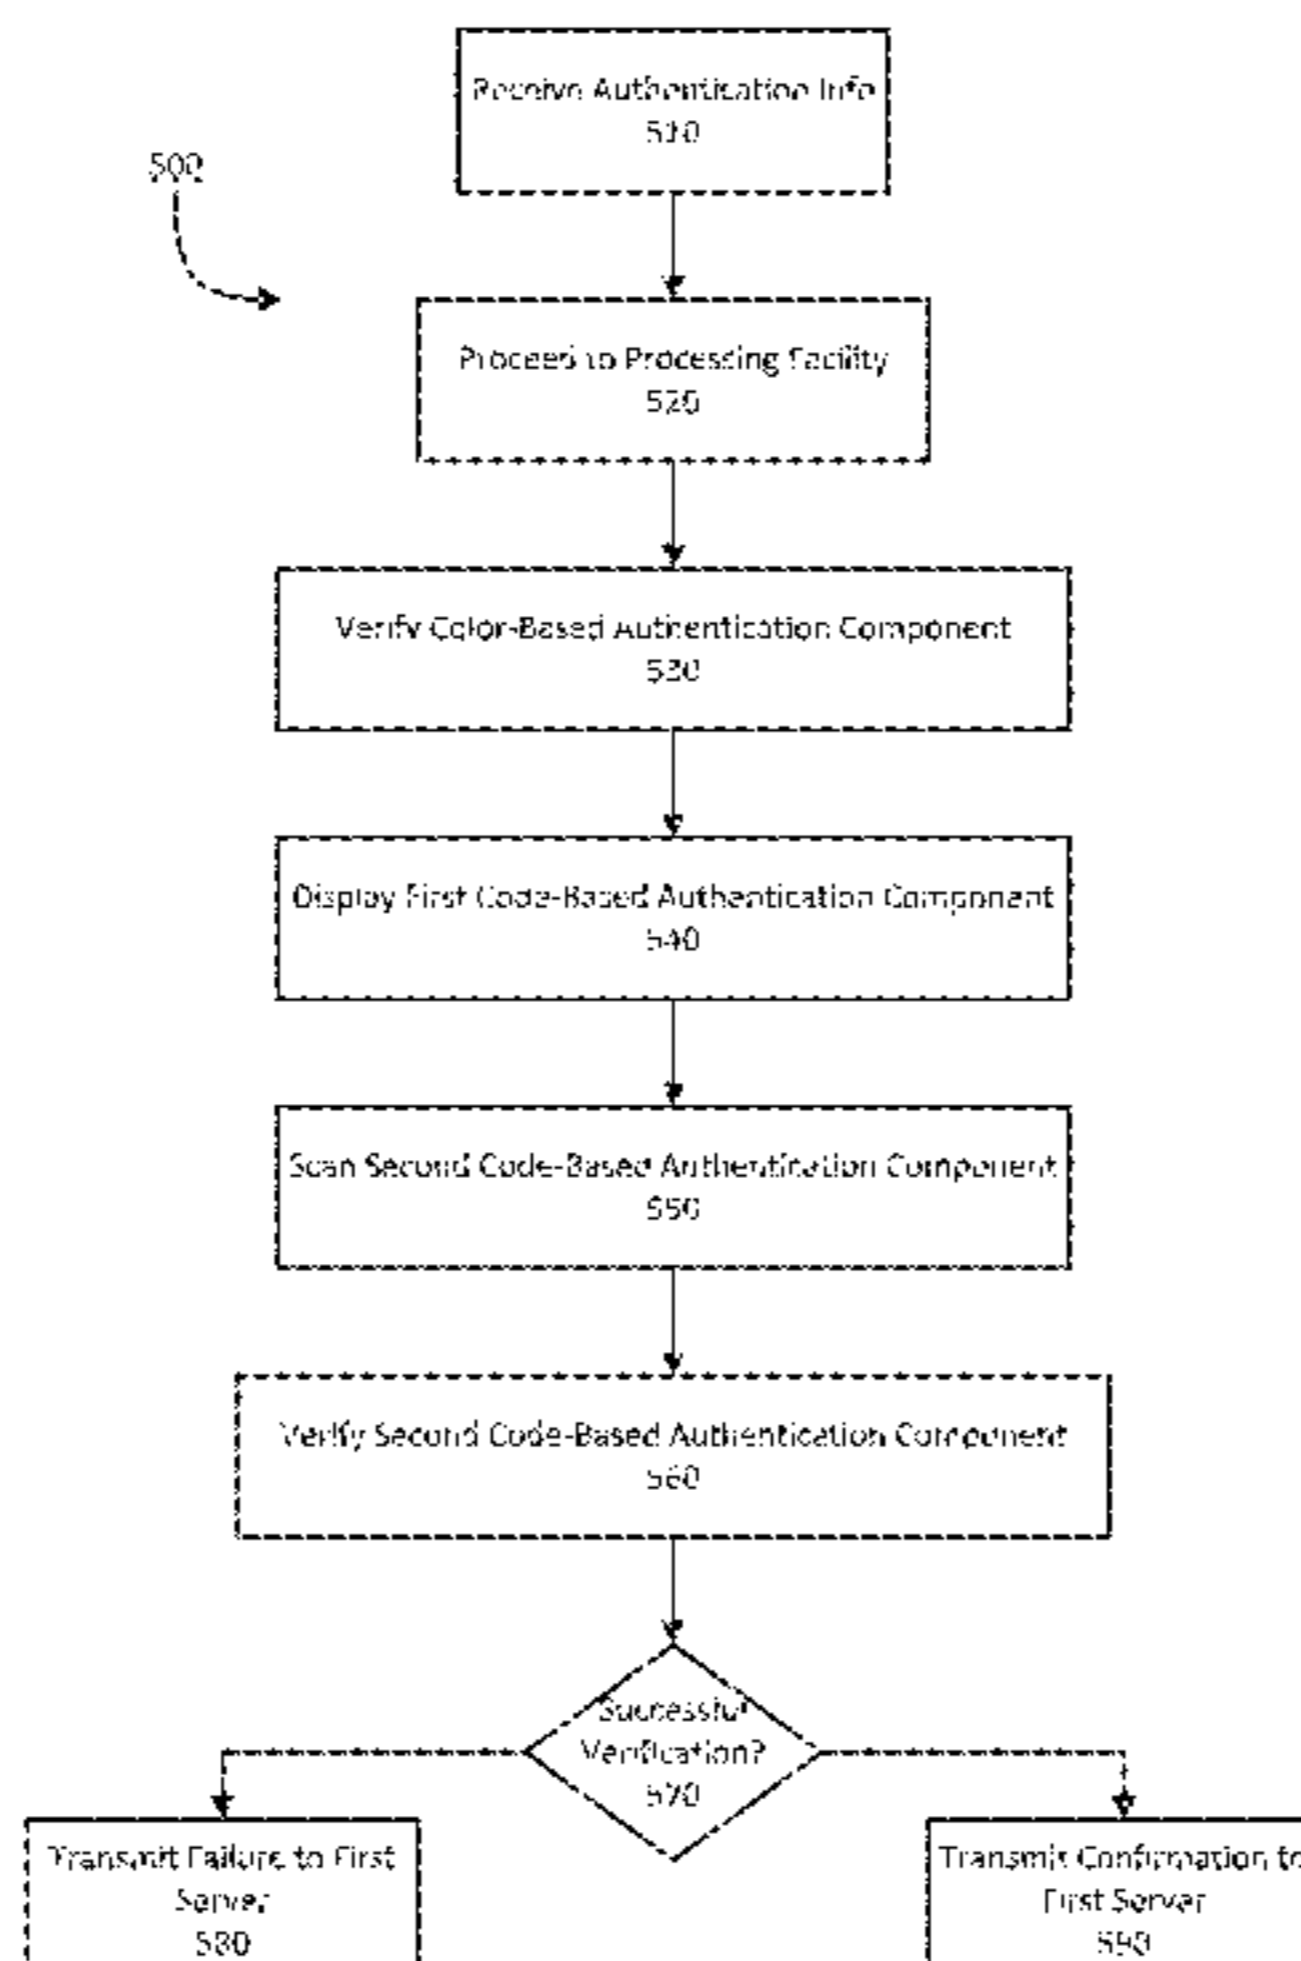 Receive Authentication Info
510
500
Proceed to Processing Facility
520
Verify Color-Based Authentication Component
530
Display First Code-Based Authentication Component
540
Scan Second Code-Based Authentication Component
550
Verify Second Code-Based Authentication Component
560
Successful
Verification?
570
Transmit Failure to First
Server
580
Transmit Confirmation to
First Server
590